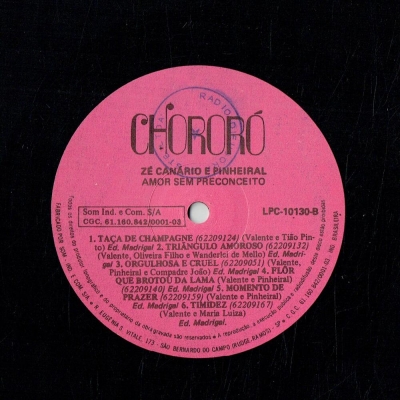 CHORORÓ
RADIO
ZÉ CANÁRIO E PINHEIRAL
AMOR SEM PRECONCEITO
Som Ind. e Com. S/A
CGC. 61.160.842/0001-03
LPC-10130-B
1. TAÇA DE CHAMPAGNE (62209124) (Valente e Tião Pin-
to) Ed. Madrigal 2. TRIÂNGULO AMOROSO (62209132)
(Valente, Oliveira Filho e Wanderlei de Mello) Ed. Madri-
gal 3. ORGULHOSA E CRUEL (62209051) (Valente,
Pinheiral e Compadre João) Ed. Madrigal 4. FLÔR
QUE BROTOU DA LAMA (Valente e Pinheiral)
(62209140) Ed. Madrigal 5. MOMENTO DE
PRAZER (62209159) (Valente e Pinheiral)
Ed. Madrigal 6. TIMIDEZ (62209167)
(Valente e Maria Luiza)
Ed. Madrigal.